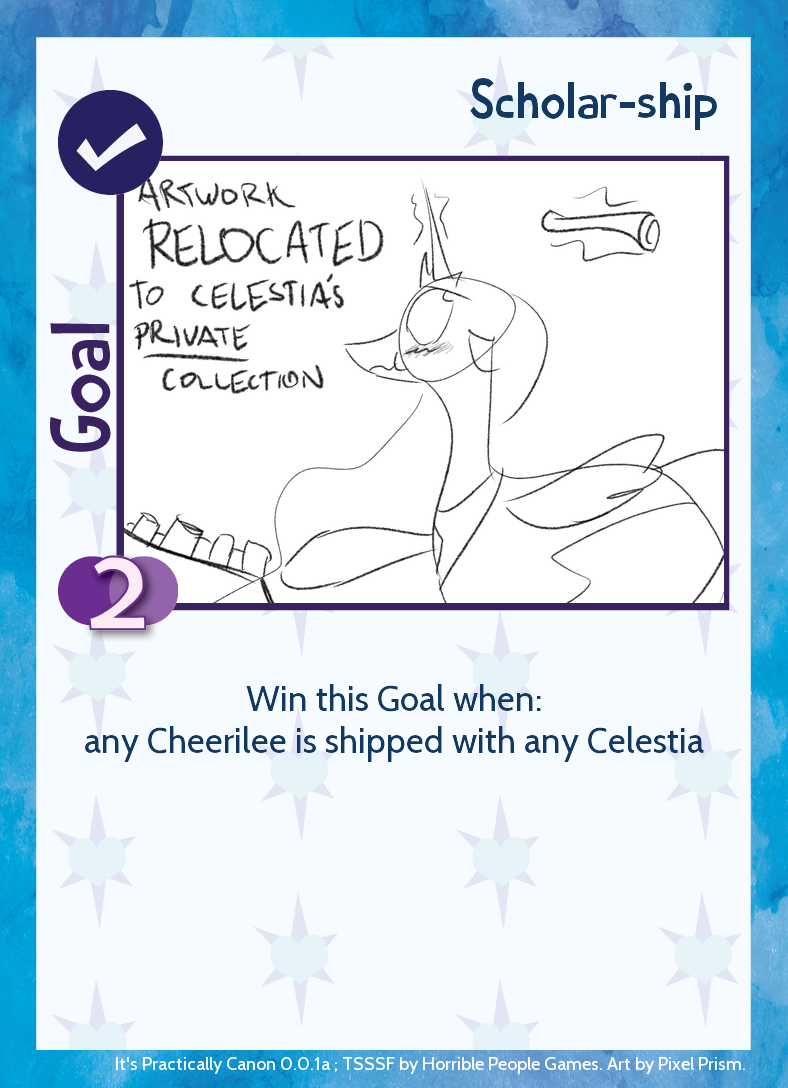 Scholar-ship
ARTWORK
RELOCATED
TO CELESTIA'S
PRIVATE
COLLECTION
Goal
2
Win this Goal when:
any Cheerilee is shipped with any Celestia
It's Practically Canon 0.0.1a ; TSSSF by Horrible People Games. Art by Pixel Prism.